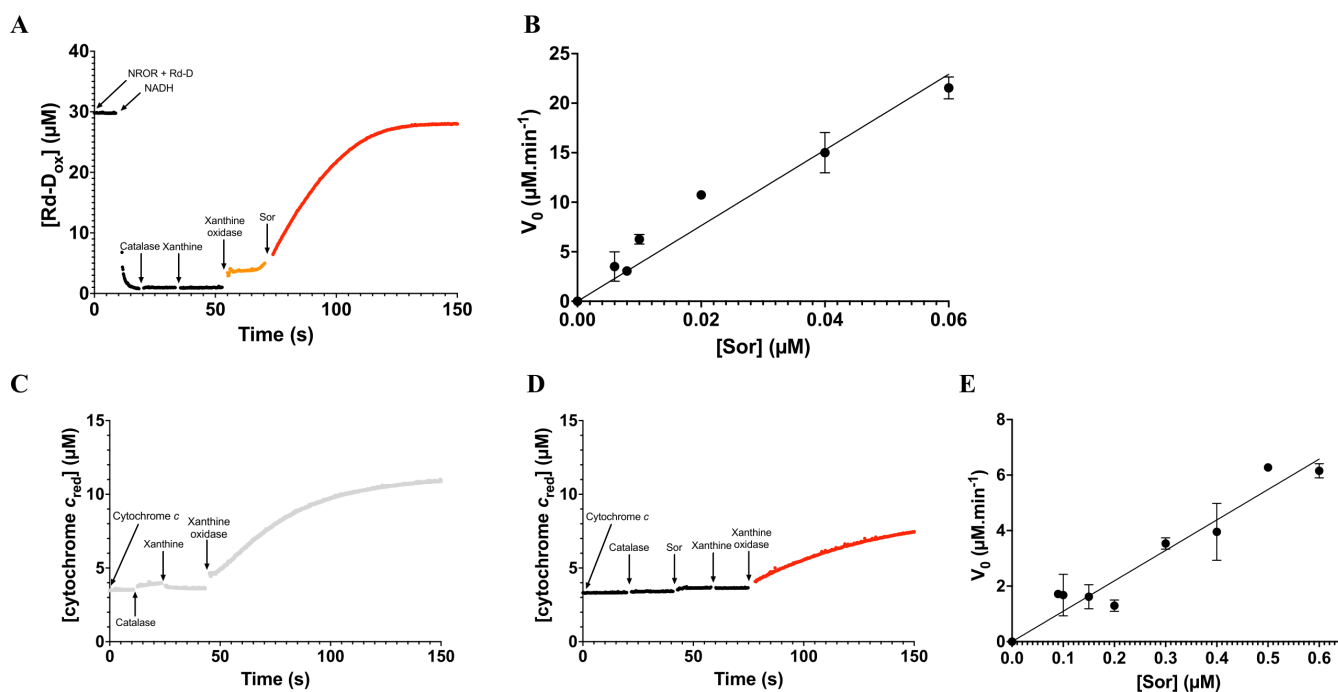 A
[Rd-D_ox] (µM)
40
30
20
10
0
NROR + Rd-D
NADH
Catalase
Xanthine
Xanthine
oxidase
Sor
0
50
100
150
Time (s)
B
V₀ (µM.min⁻¹)
25
20
15
10
5
0
0.00
0.02
0.04
0.06
[Sor] (µM)
C
[cytochrome c_red] (µM)
15
10
5
0
Cytochrome c
Catalase
Xanthine
Xanthine
oxidase
0
50
100
150
Time (s)
D
[cytochrome c_red] (µM)
15
10
5
0
Cytochrome c
Catalase
Sor
Xanthine
Xanthine
oxidase
0
50
100
150
Time (s)
E
V₀ (µM.min⁻¹)
8
6
4
2
0
0.0
0.1
0.2
0.3
0.4
0.5
0.6
[Sor] (µM)